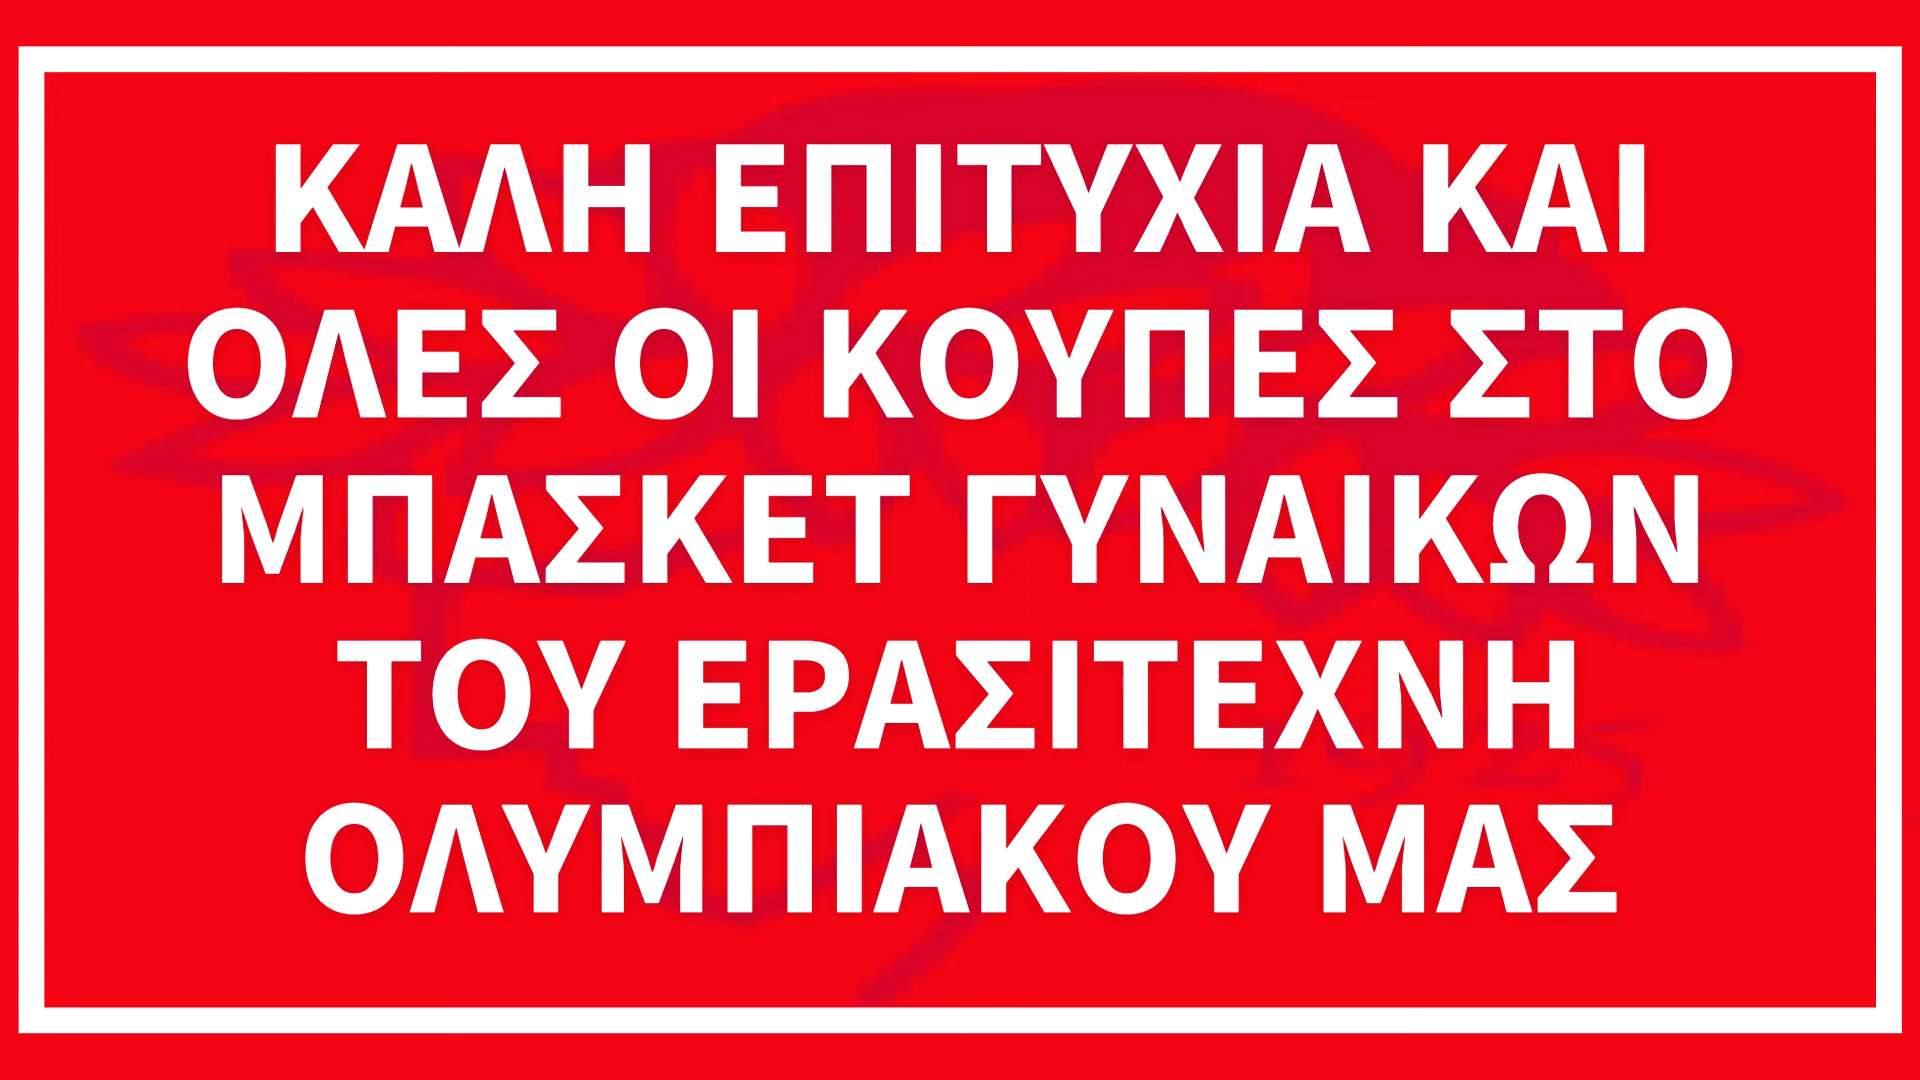 ΚΑΛΗ ΕΠΙΤΥΧΙΑ ΚΑΙ
ΟΛΕΣ ΟΙ ΚΟΥΠΕΣ ΣΤΟ
ΜΠΑΣΚΕΤ ΓΥΝΑΙΚΩΝ
ΤΟΥ ΕΡΑΣΙΤΕΧΝΗ
ΟΛΥΜΠΙΑΚΟΥ ΜΑΣ